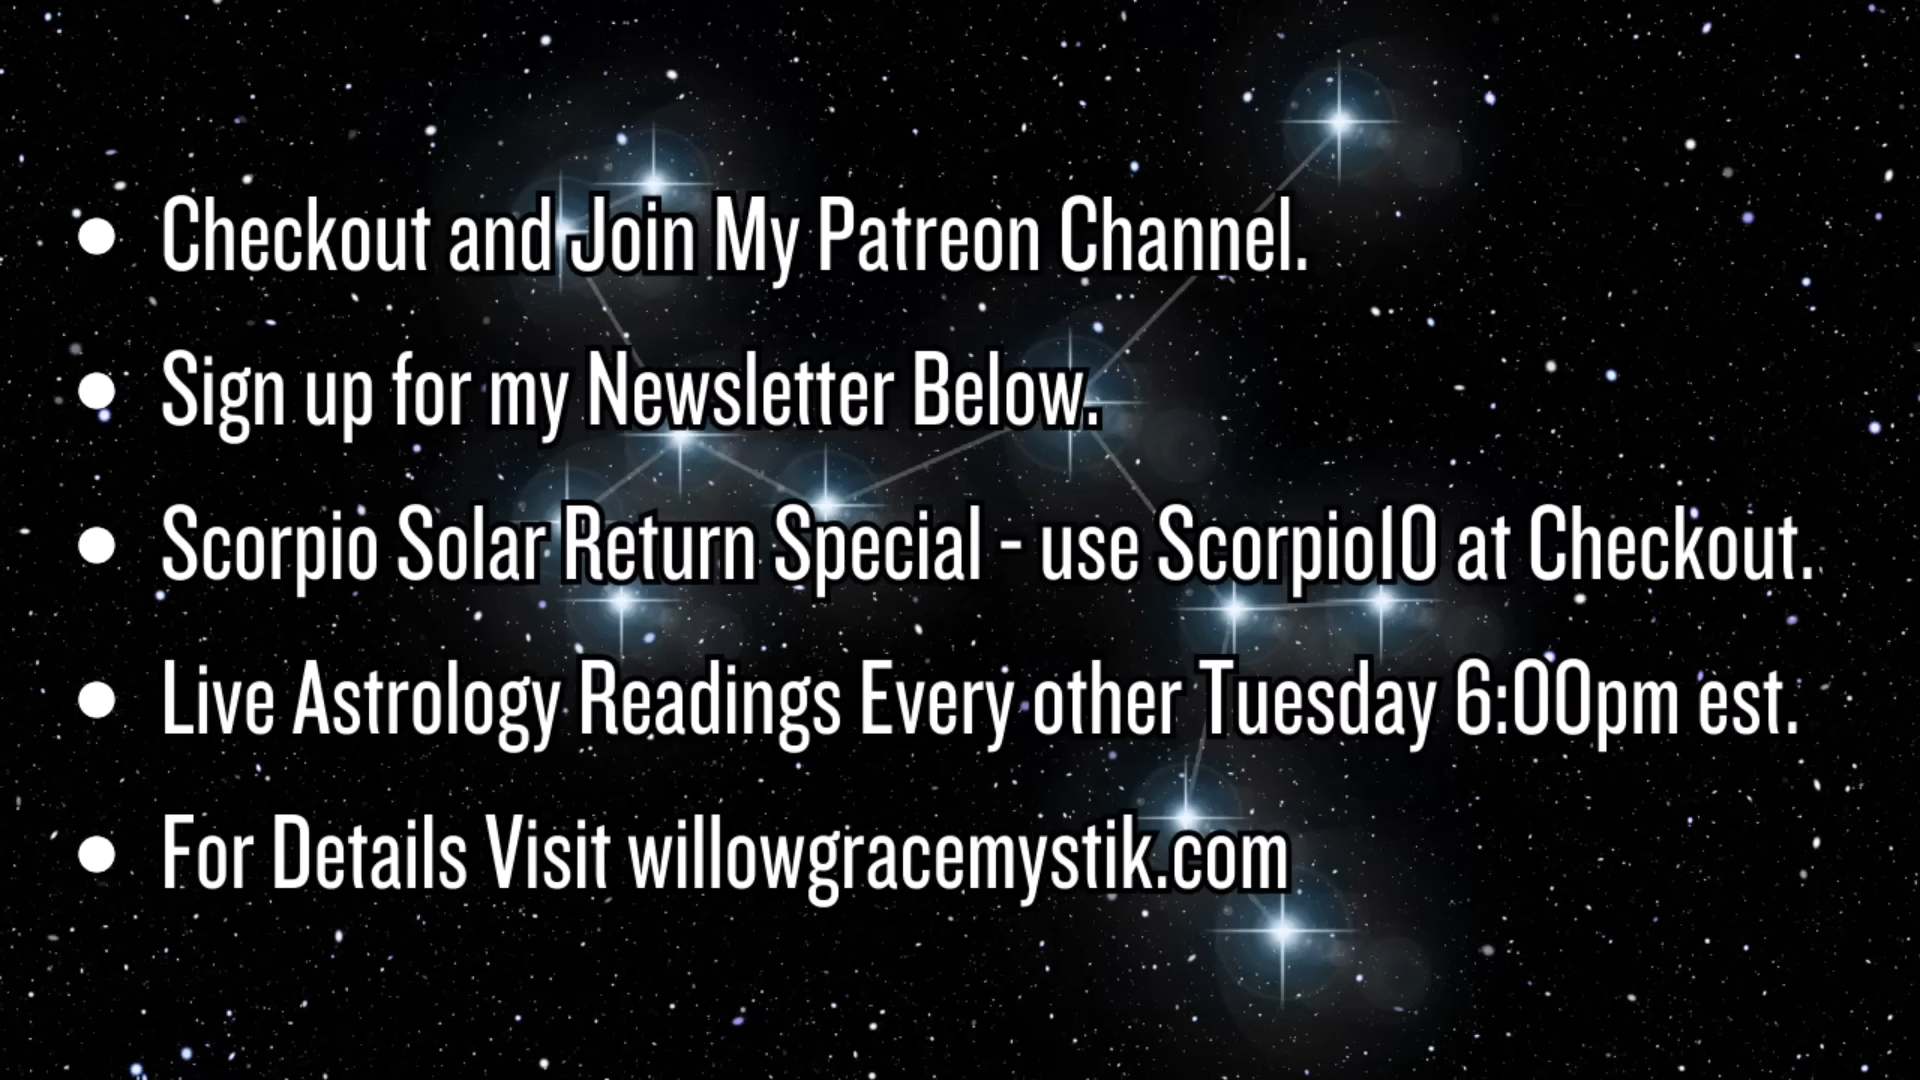 • Checkout and Join My Patreon Channel.
• Sign up for my Newsletter Below.
• Scorpio Solar Return Special - use Scorpio10 at Checkout.
• Live Astrology Readings Every other Tuesday 6:00pm est.
• For Details Visit willowgracemystik.com